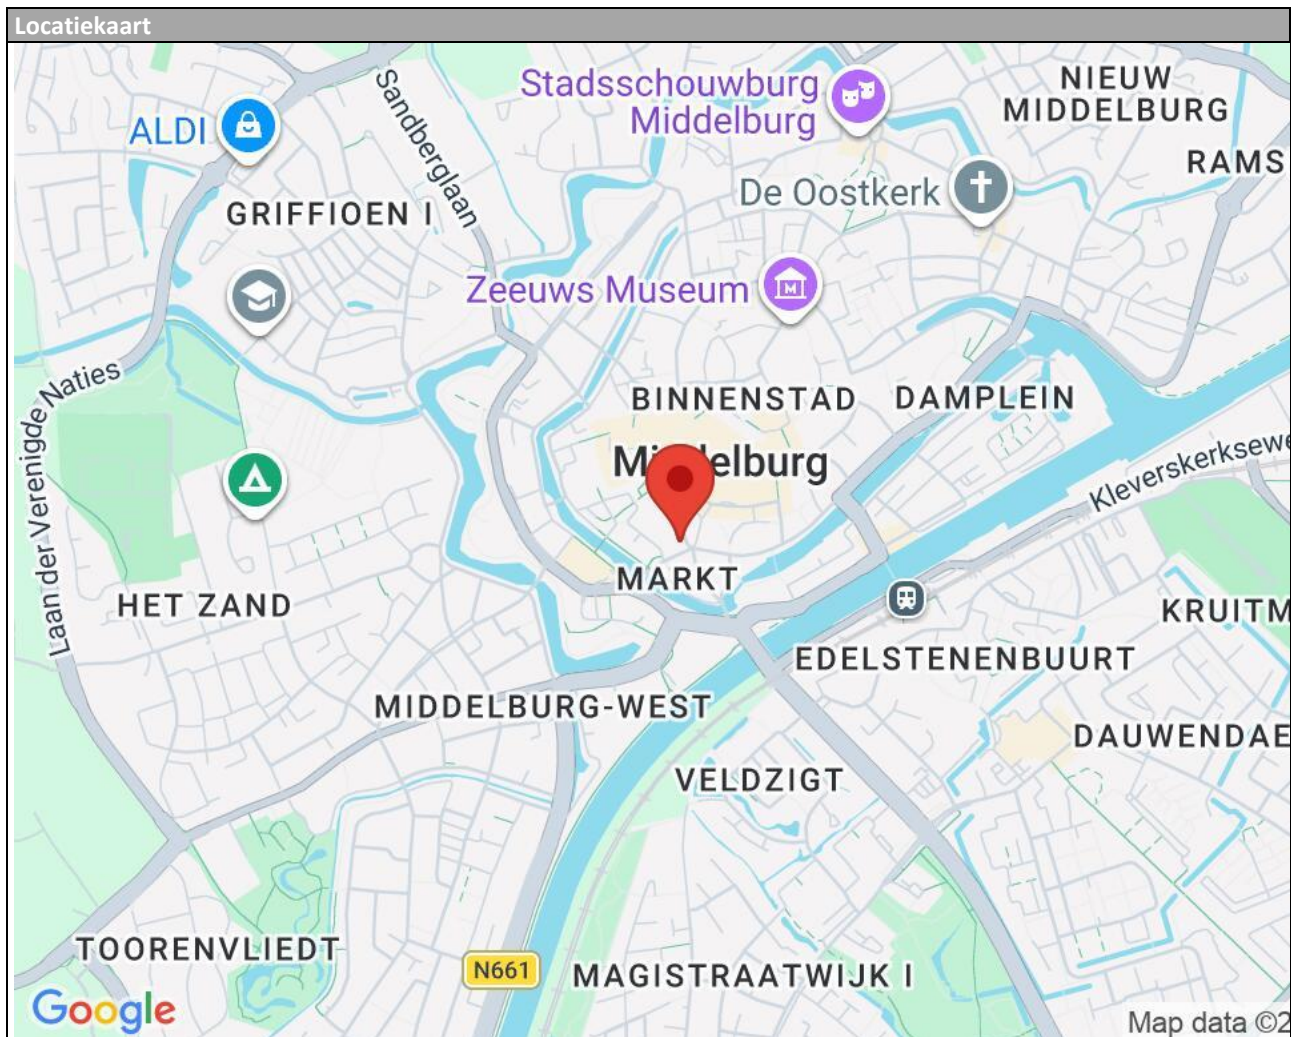 Locatiekaart
Stadsschouwburg
Middelburg
NIEUW
MIDDELBURG
ALDI
Sandberglaan
RAMS
De Oostkerk
GRIFFIOEN I
Zeeuws Museum
Laan der Verenigde Naties
BINNENSTAD
DAMPLEIN
Middelburg
Kleverskerksewe
MARKT
HET ZAND
KRUITM
EDELSTENENBUURT
MIDDELBURG-WEST
DAUWENDAE
VELDZIGT
TOORENVLIEDT
N661
MAGISTRAATWIJK I
Google
Map data ©2